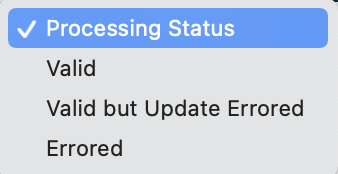 Processing Status
Valid
Valid but Update Errored
Errored